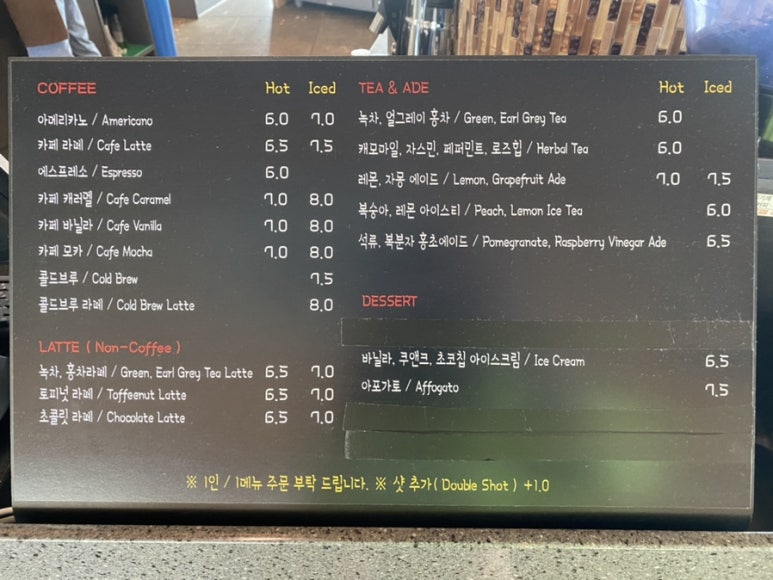 COFFEE Hot Iced
아메리카노 / Americano 6.0 7.0
카페 라떼 / Cafe Latte 6.5 7.5
에스프레소 / Espresso 6.0
카페 캐러멜 / Cafe Caramel 7.0 8.0
카페 바닐라 / Cafe Vanilla 7.0 8.0
카페 모카 / Cafe Mocha 7.0 8.0
콜드브루 / Cold Brew 7.5
콜드브루 라떼 / Cold Brew Latte 8.0
LATTE ( Non-Coffee )
녹차, 홍차라떼 / Green, Earl Grey Tea Latte 6.5 7.0
토피넛 라떼 / Toffeenut Latte 6.5 7.0
초콜릿 라떼 / Chocolate Latte 6.5 7.0
TEA & ADE Hot Iced
녹차, 얼그레이 홍차 / Green, Earl Grey Tea 6.0
캐모마일, 자스민, 페퍼민트, 로즈힙 / Herbal Tea 6.0
레몬, 자몽 에이드 / Lemon, Grapefruit Ade 7.0 7.5
복숭아, 레몬 아이스티 / Peach, Lemon Ice Tea 6.0
석류, 복분자 홍초에이드 / Pomegranate, Raspberry Vinegar Ade 6.5
DESSERT
바닐라, 쿠앤크, 초코칩 아이스크림 / Ice Cream 6.5
아포가토 / Affogato 7.5
※ 1인 / 1메뉴 주문 부탁 드립니다. ※ 샷 추가( Double Shot ) +1.0